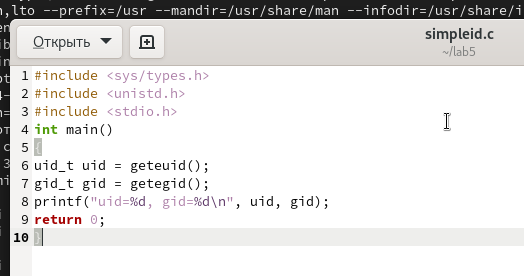 ,lto --prefix=/usr --mandir=/usr/share/man --infodir=/usr/share/i
Открыть
simpleid.c
~/lab5
1 #include <sys/types.h>
2 #include <unistd.h>
3 #include <stdio.h>
4 int main()
5 {
6 uid_t uid = geteuid();
7 gid_t gid = getegid();
8 printf("uid=%d, gid=%d\n", uid, gid);
9 return 0;
10 }